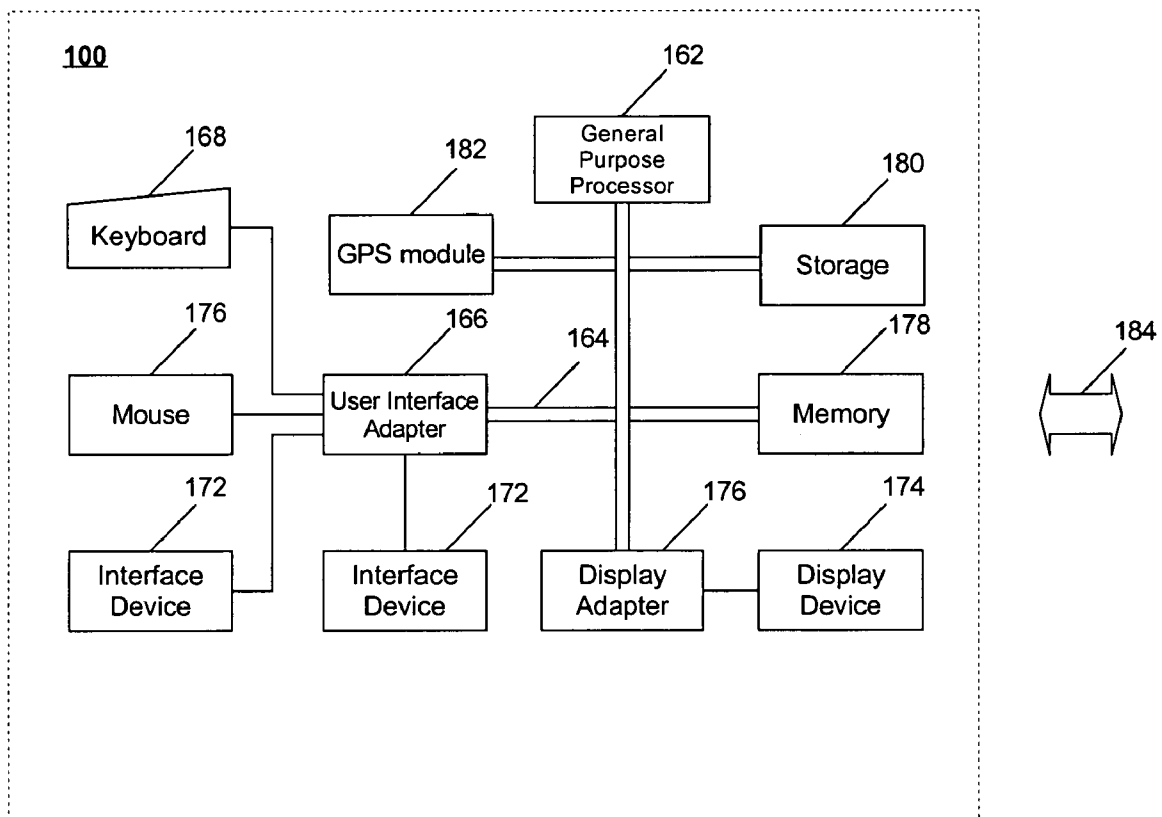 100
162
168
182
180
General
Purpose
Processor
Keyboard
GPS module
Storage
176
166
164
178
184
Mouse
User Interface
Adapter
Memory
172
172
176
174
Interface
Device
Interface
Device
Display
Adapter
Display
Device